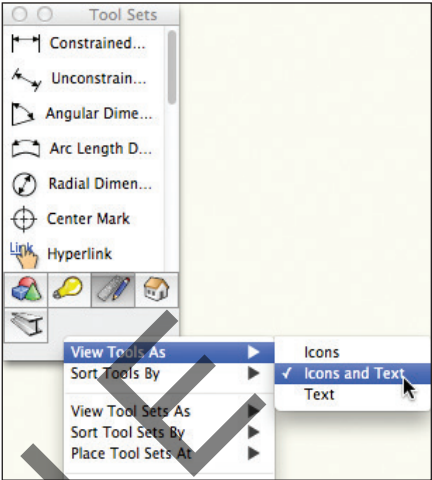 Tool Sets
Constrained...
Unconstrain...
Angular Dime...
Arc Length D...
Radial Dimen...
Center Mark
Link
Hyperlink
View Tools As
Sort Tools By
View Tool Sets As
Sort Tool Sets By
Place Tool Sets At
Icons
✓ Icons and Text
Text